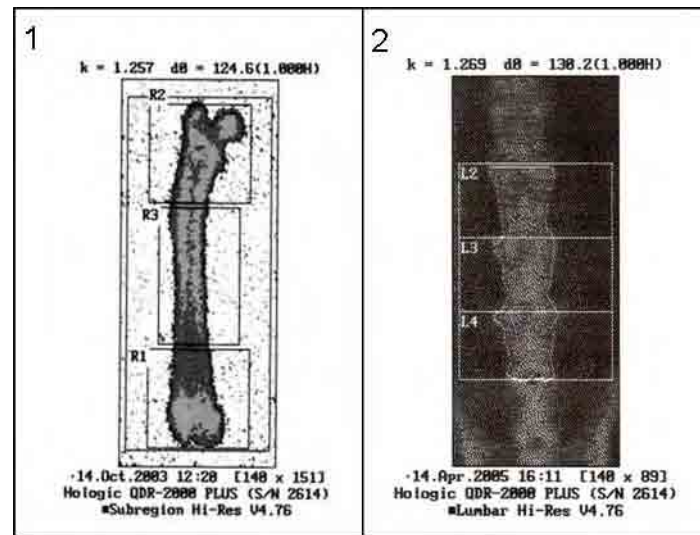 1
k = 1.257 d0 = 124.6(1.000H)
R2
R3
R1
·14.Oct.2003 12:20 [140 x 151]
Hologic QDR-2000 PLUS (S/N 2614)
■Subregion Hi-Res V4.76
2
k = 1.269 d0 = 130.2(1.000H)
L2
L3
L4
·14.Apr.2005 16:11 [140 x 89]
Hologic QDR-2000 PLUS (S/N 2614)
■Lumbar Hi-Res V4.76